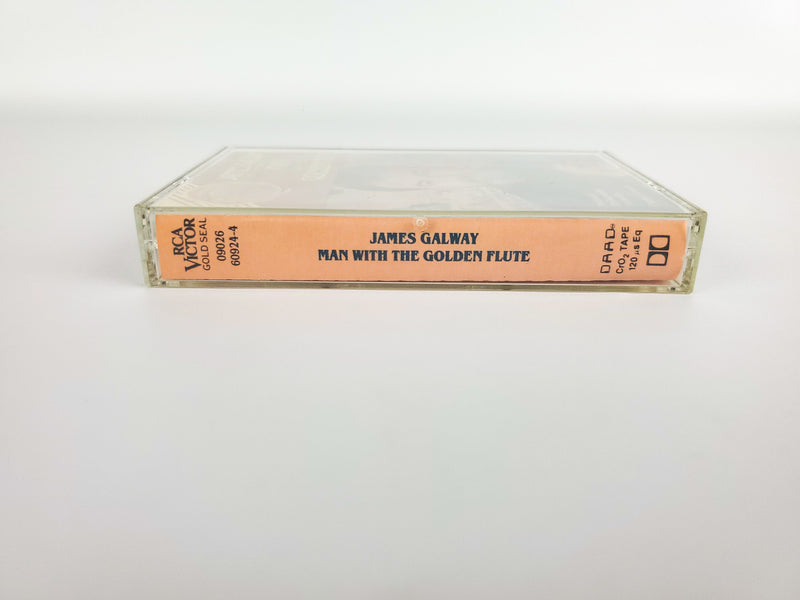 RCA
VICTOR
GOLD SEAL
09026
60924-4
JAMES GALWAY
MAN WITH THE GOLDEN FLUTE
DAAD
CrO2 TAPE
120 µs Eq